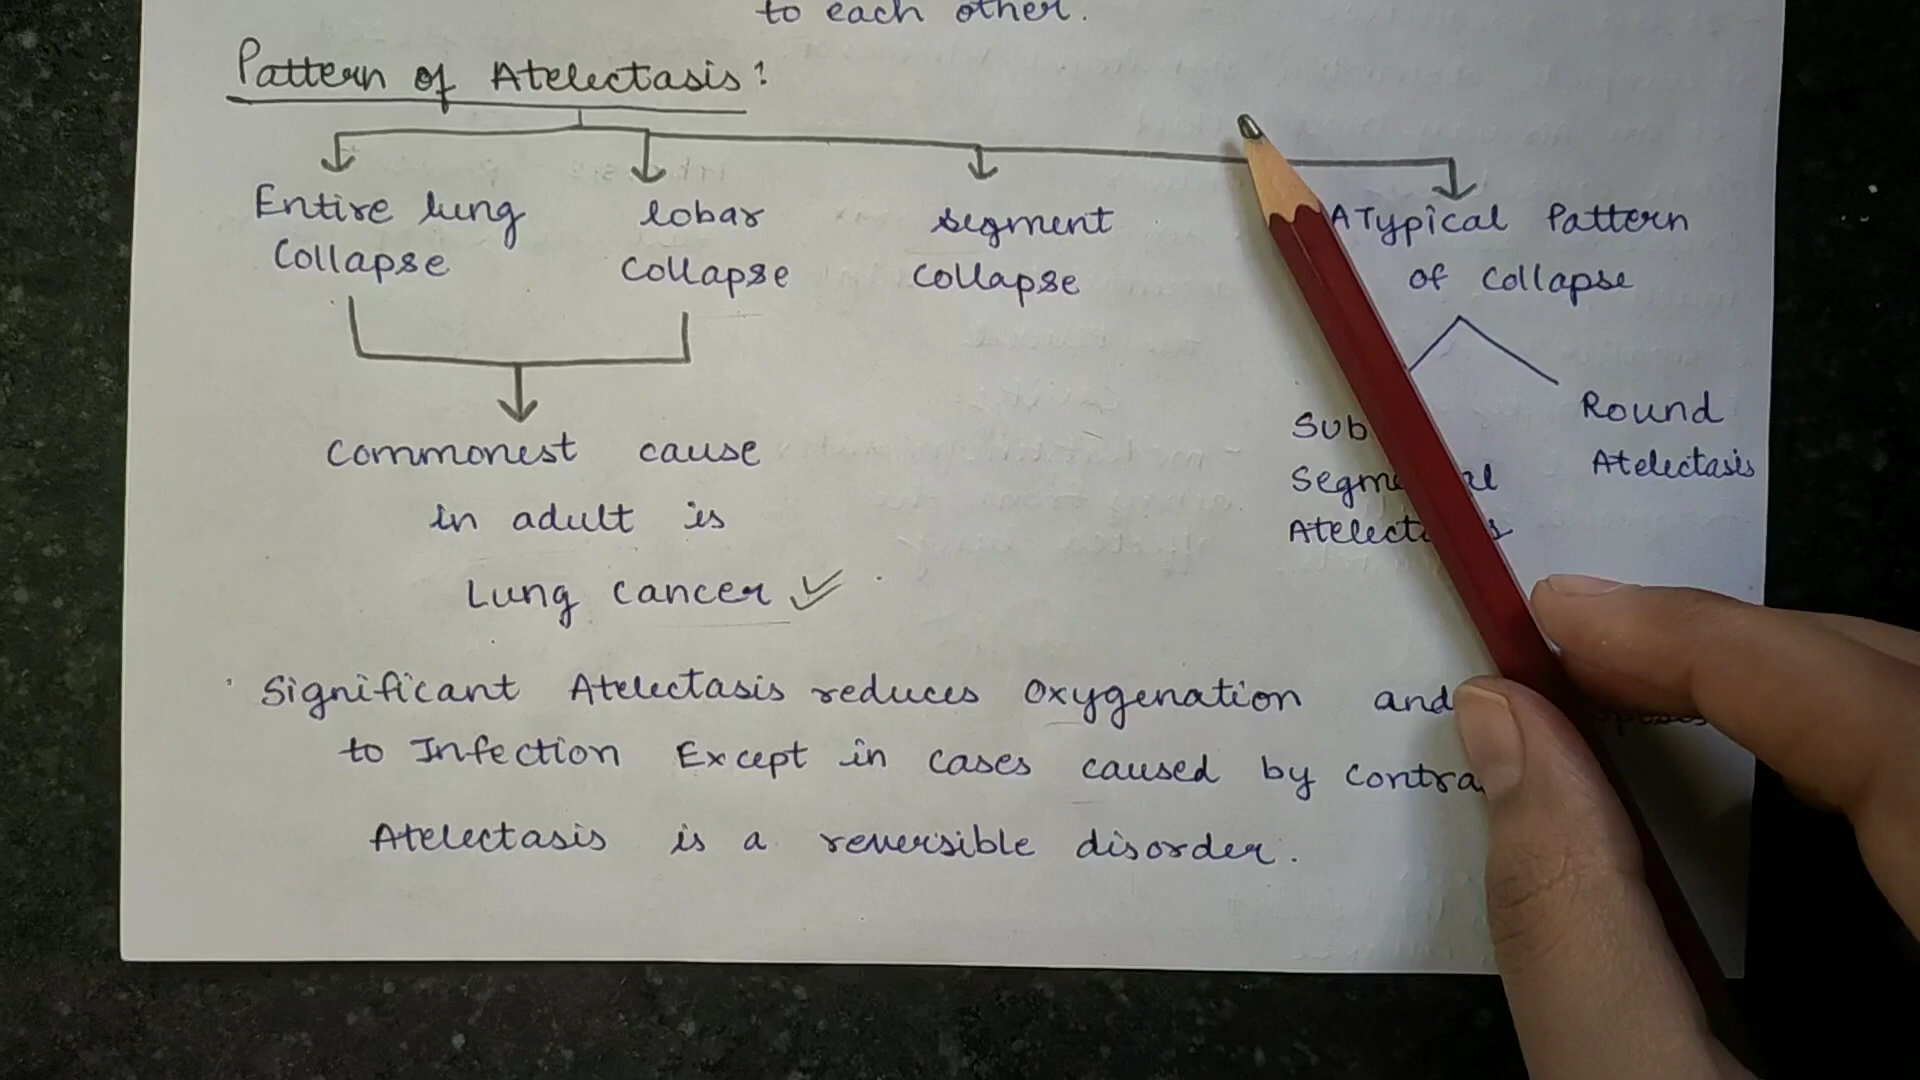 to each other.
Pattern of Atelectasis:
Entire lung
Collapse
lobar
Collapse
segment
Collapse
ATypical Pattern
of Collapse
Commonest cause
in adult is
Lung cancer
Sub
Atelectasis
Round
Atelectasis
Significant Atelectasis reduces Oxygenation and
to Infection Except in cases caused by
Atelectasis is a reversible disorder.